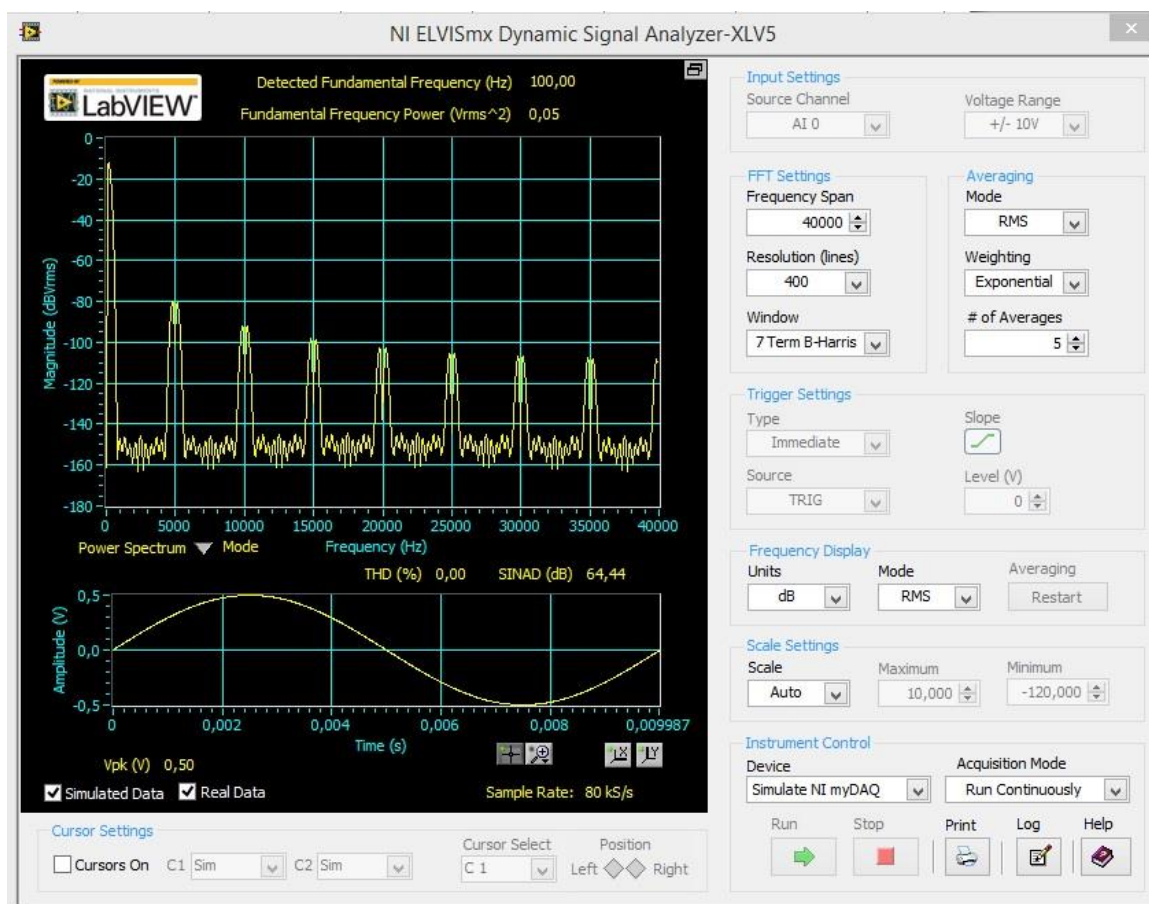 NI ELVISmx Dynamic Signal Analyzer-XLV5
LabVIEW
Detected Fundamental Frequency (Hz) 100,00
Fundamental Frequency Power (Vrms^2) 0,05
Magnitude (dBVrms)
0
-20
-40
-60
-80
-100
-120
-140
-160
-180
0 5000 10000 15000 20000 25000 30000 35000 40000
Power Spectrum Mode Frequency (Hz)
THD (%) 0,00 SINAD (dB) 64,44
Amplitude (V)
0,5
0,0
-0,5
0 0,002 0,004 0,006 0,008 0,009987
Time (s)
Vpk (V) 0,50
Simulated Data Real Data Sample Rate: 80 kS/s
Cursor Settings
Cursor Select Position
Cursors On C1 Sim C2 Sim C 1 Left Right
Input Settings
Source Channel Voltage Range
AI 0 +/- 10V
FFT Settings
Frequency Span
40000
Resolution (lines)
400
Window
7 Term B-Harris
Averaging
Mode
RMS
Weighting
Exponential
# of Averages
5
Trigger Settings
Type Slope
Immediate
Source Level (V)
TRIG 0
Frequency Display
Units Mode Averaging
dB RMS Restart
Scale Settings
Scale Maximum Minimum
Auto 10,000 -120,000
Instrument Control
Device Acquisition Mode
Simulate NI myDAQ Run Continuously
Run Stop Print Log Help